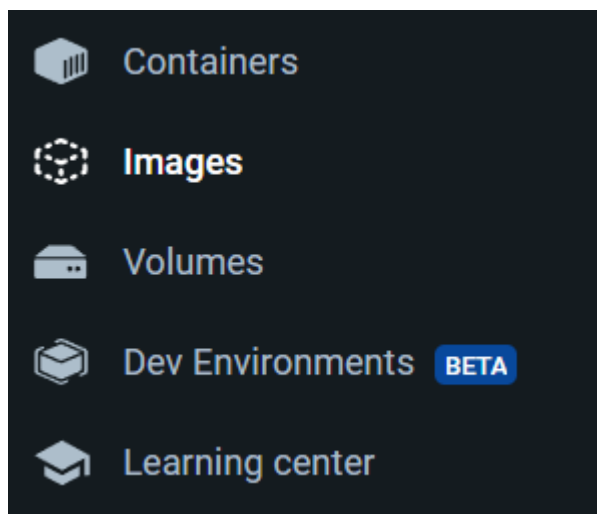 Containers
Images
Volumes
Dev Environments BETA
Learning center